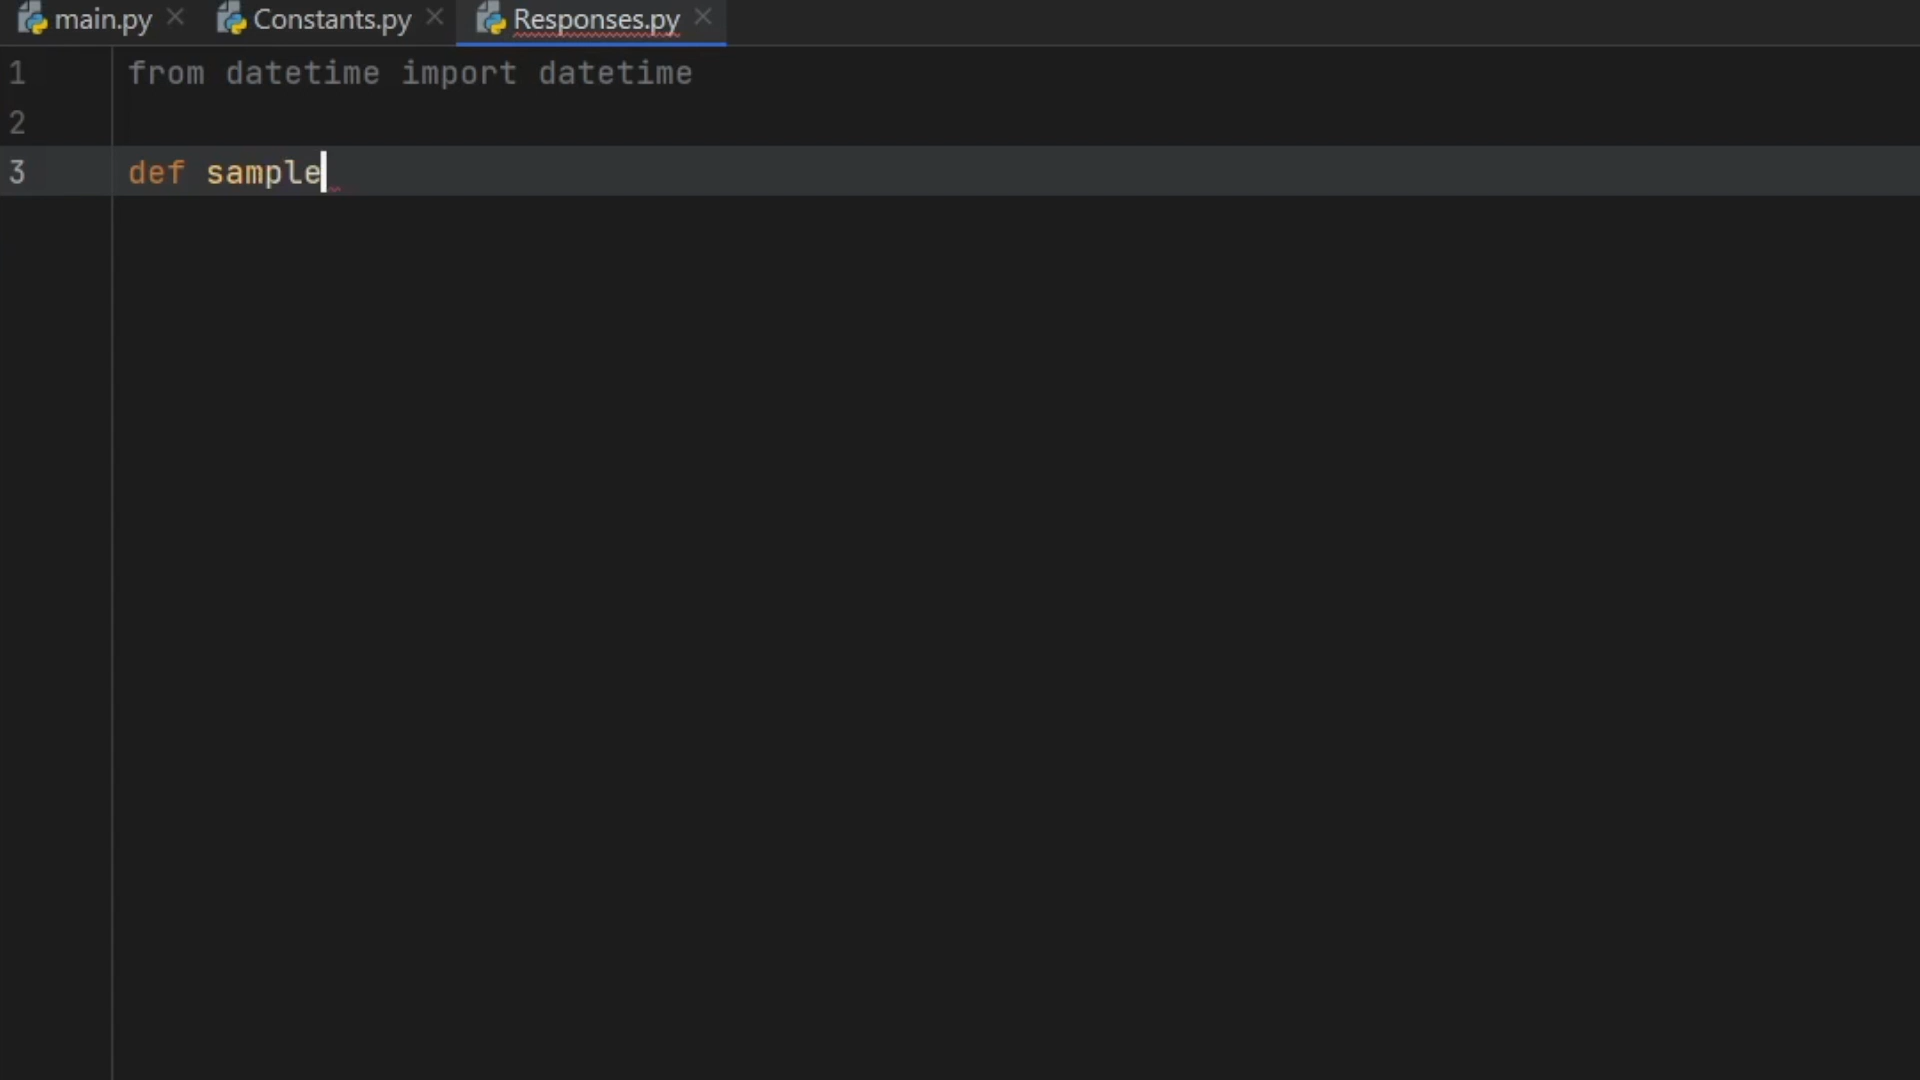 main.py Constants.py Responses.py
1 from datetime import datetime
2
3 def sample